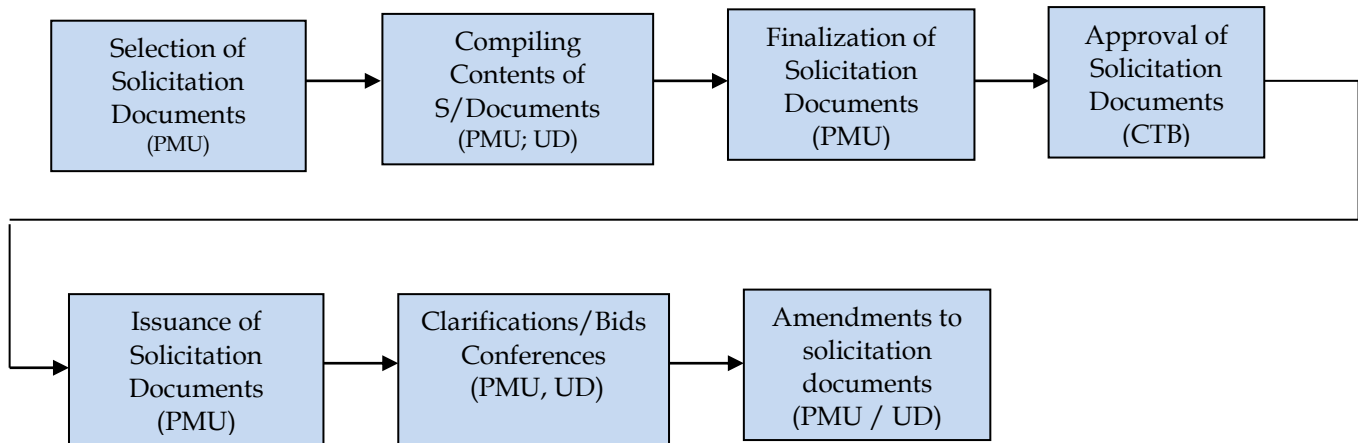 Selection of
Solicitation
Documents
(PMU)
Compiling
Contents of
S/Documents
(PMU; UD)
Finalization of
Solicitation
Documents
(PMU)
Approval of
Solicitation
Documents
(CTB)
Issuance of
Solicitation
Documents
(PMU)
Clarifications/Bids
Conferences
(PMU, UD)
Amendments to
solicitation
documents
(PMU / UD)